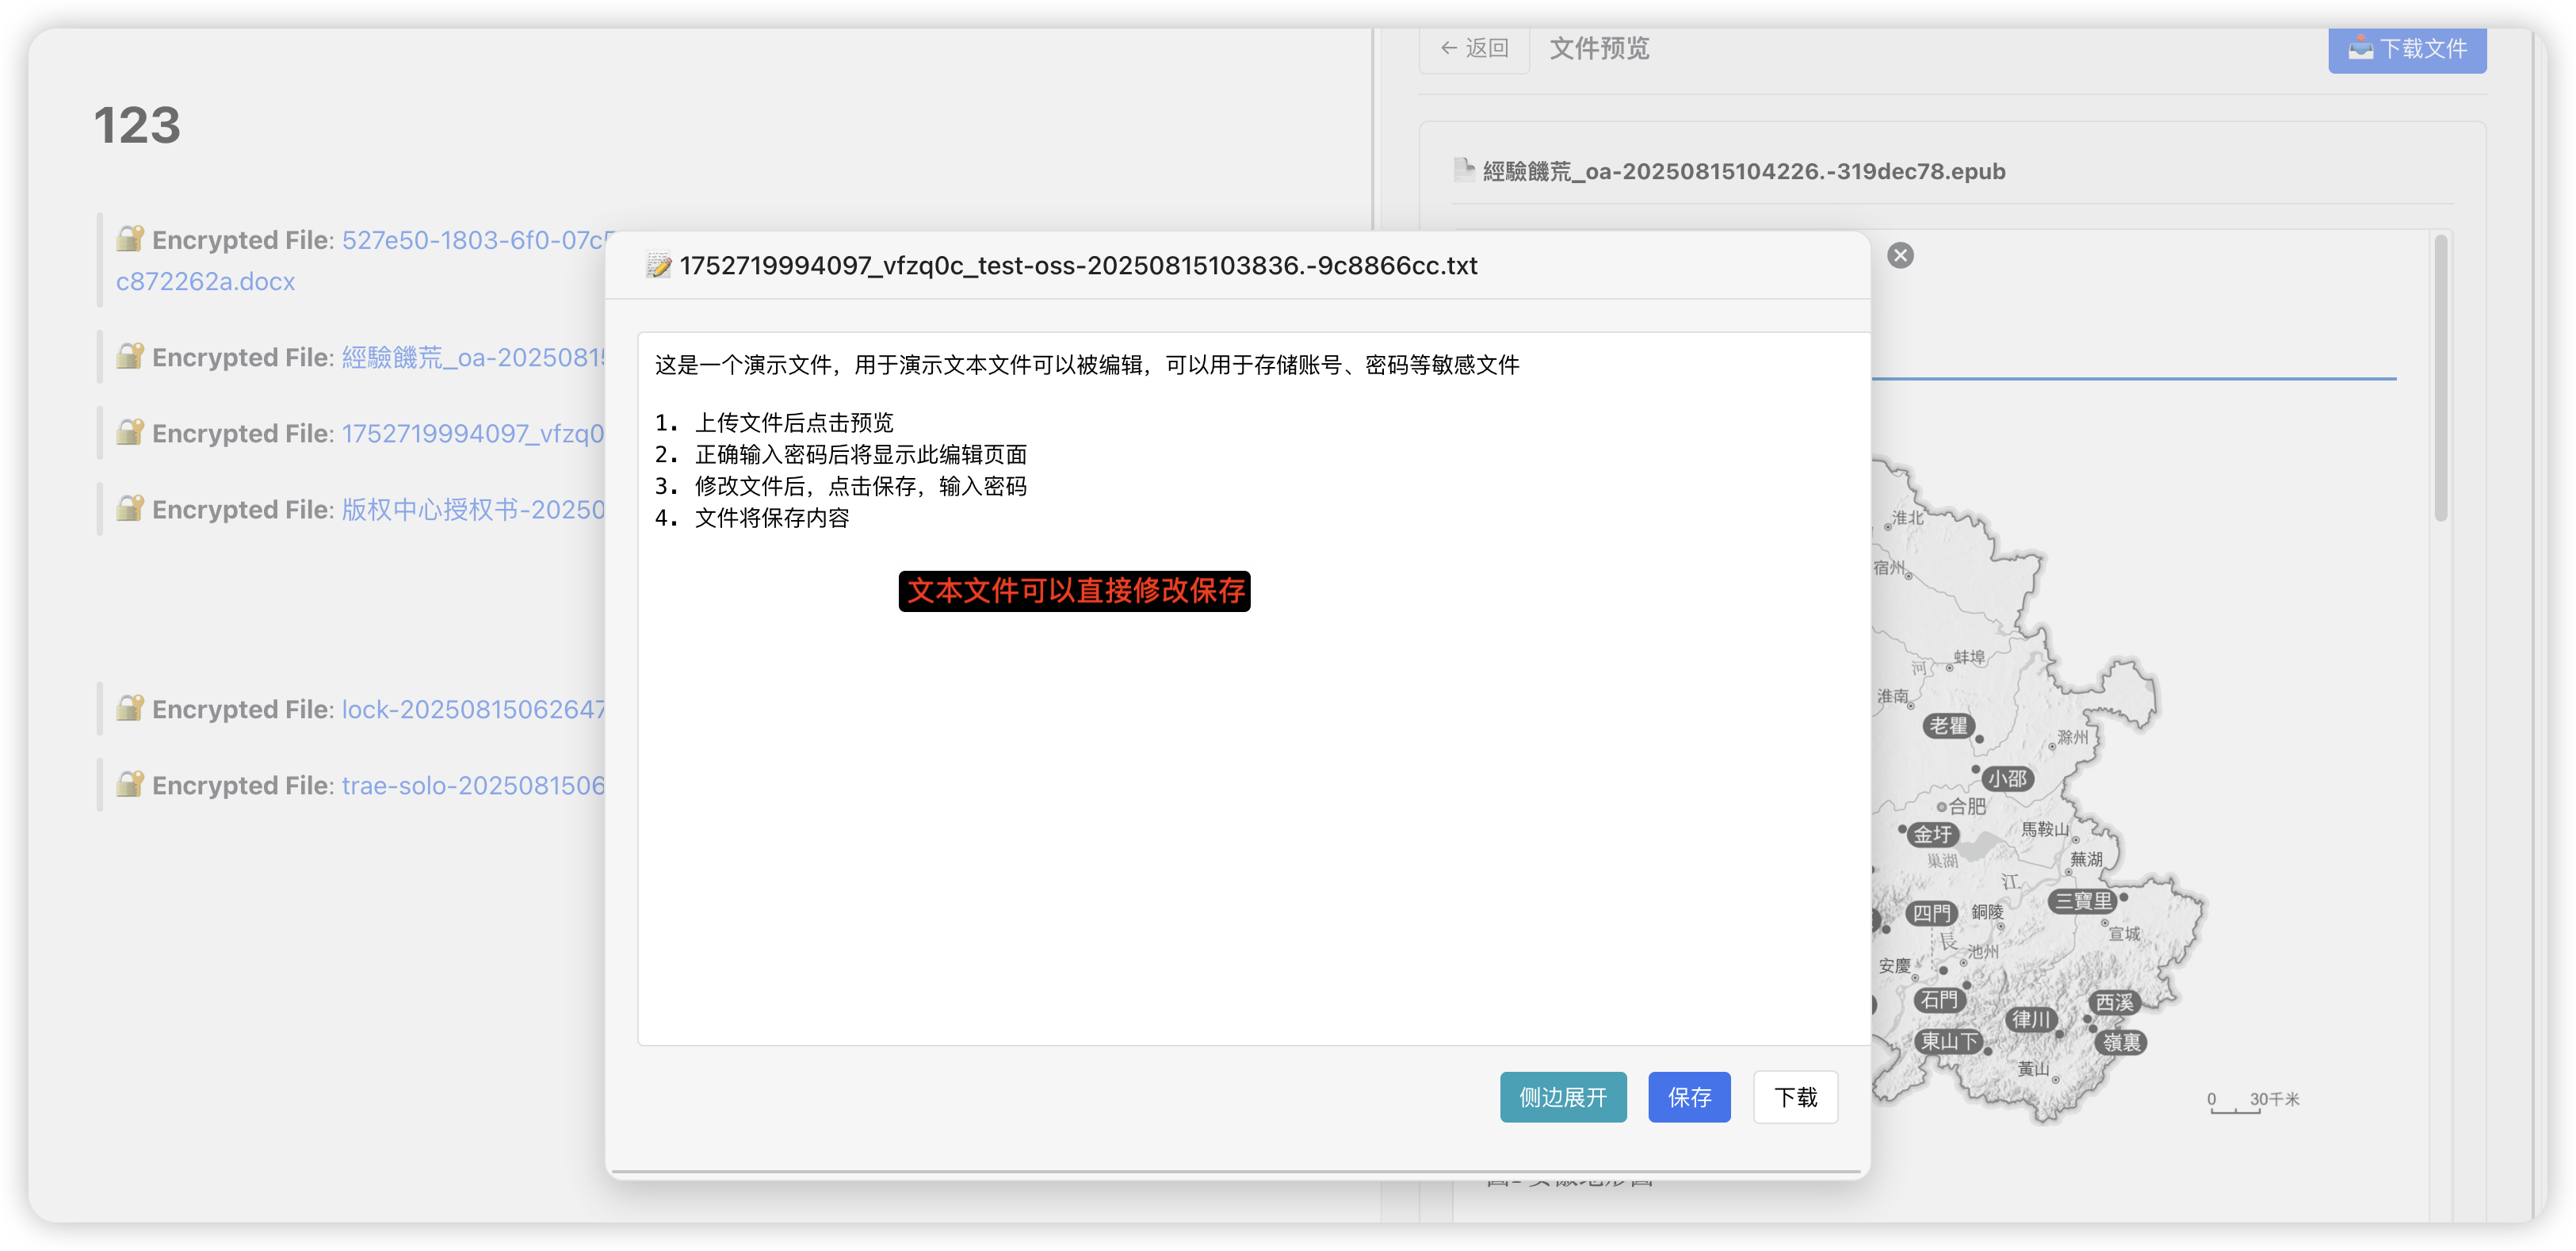 123
Encrypted File: 527e50-1803-6f0-07c
c872262a.docx
Encrypted File: 經驗饑荒_oa-2025081
Encrypted File: 1752719994097_vfzq0
Encrypted File: 版权中心授权书-20250
Encrypted File: lock-20250815062647
Encrypted File: trae-solo-2025081506
← 返回 文件预览 下载文件
經驗饑荒_oa-20250815104226.-319dec78.epub
1752719994097_vfzq0c_test-oss-20250815103836.-9c8866cc.txt
这是一个演示文件，用于演示文本文件可以被编辑，可以用于存储账号、密码等敏感文件
1. 上传文件后点击预览
2. 正确输入密码后将显示此编辑页面
3. 修改文件后，点击保存，输入密码
4. 文件将保存内容
文本文件可以直接修改保存
侧边展开 保存 下载
淮北
宿州
河 蚌埠
淮南
老瞿
滁州
小邵
合肥
金圩 馬鞍山
巢湖 蕪湖
江
三寶里
四門 銅陵
宣城
長 池州
安慶
石門 西溪
律川
東山下 嶺裏
黃山
0 30千米